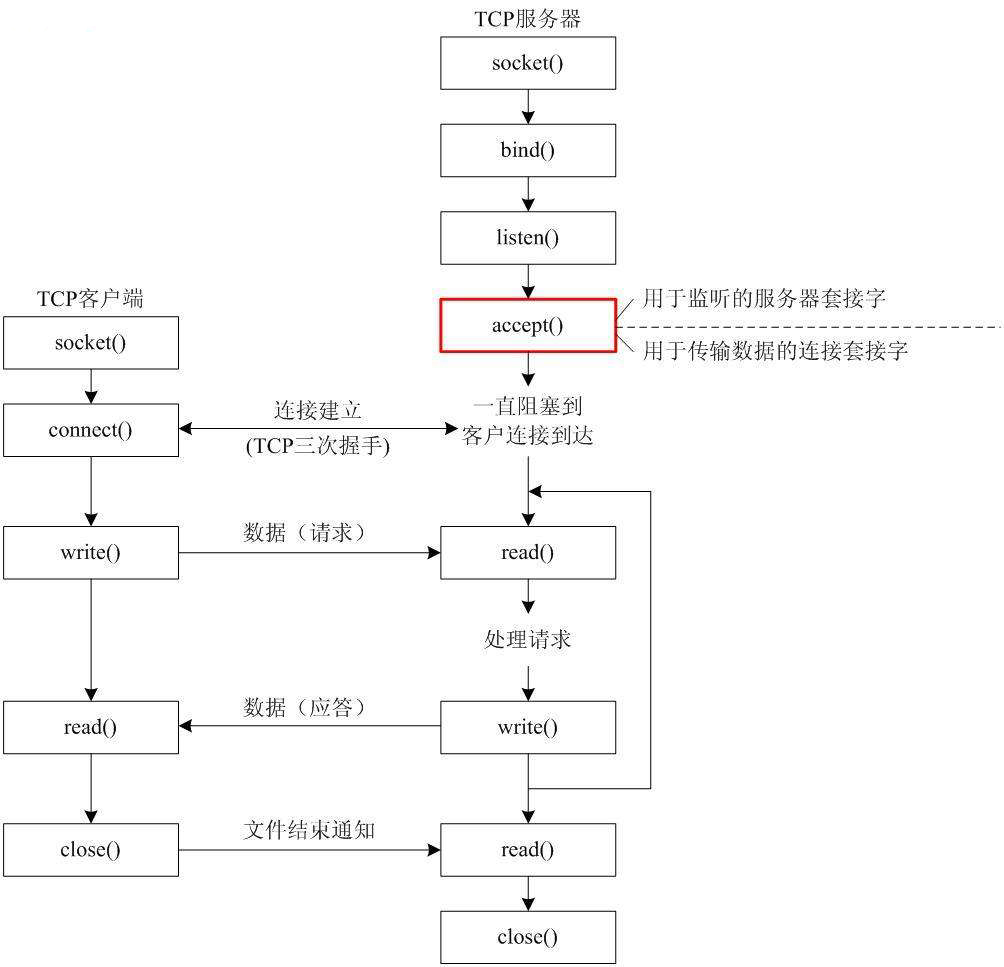 TCP服务器
socket()
bind()
listen()
accept()
用于监听的服务器套接字
用于传输数据的连接套接字
TCP客户端
socket()
connect()
连接建立
(TCP三次握手)
一直阻塞到
客户连接到达
write()
数据（请求）
read()
处理请求
read()
数据（应答）
write()
close()
文件结束通知
read()
close()